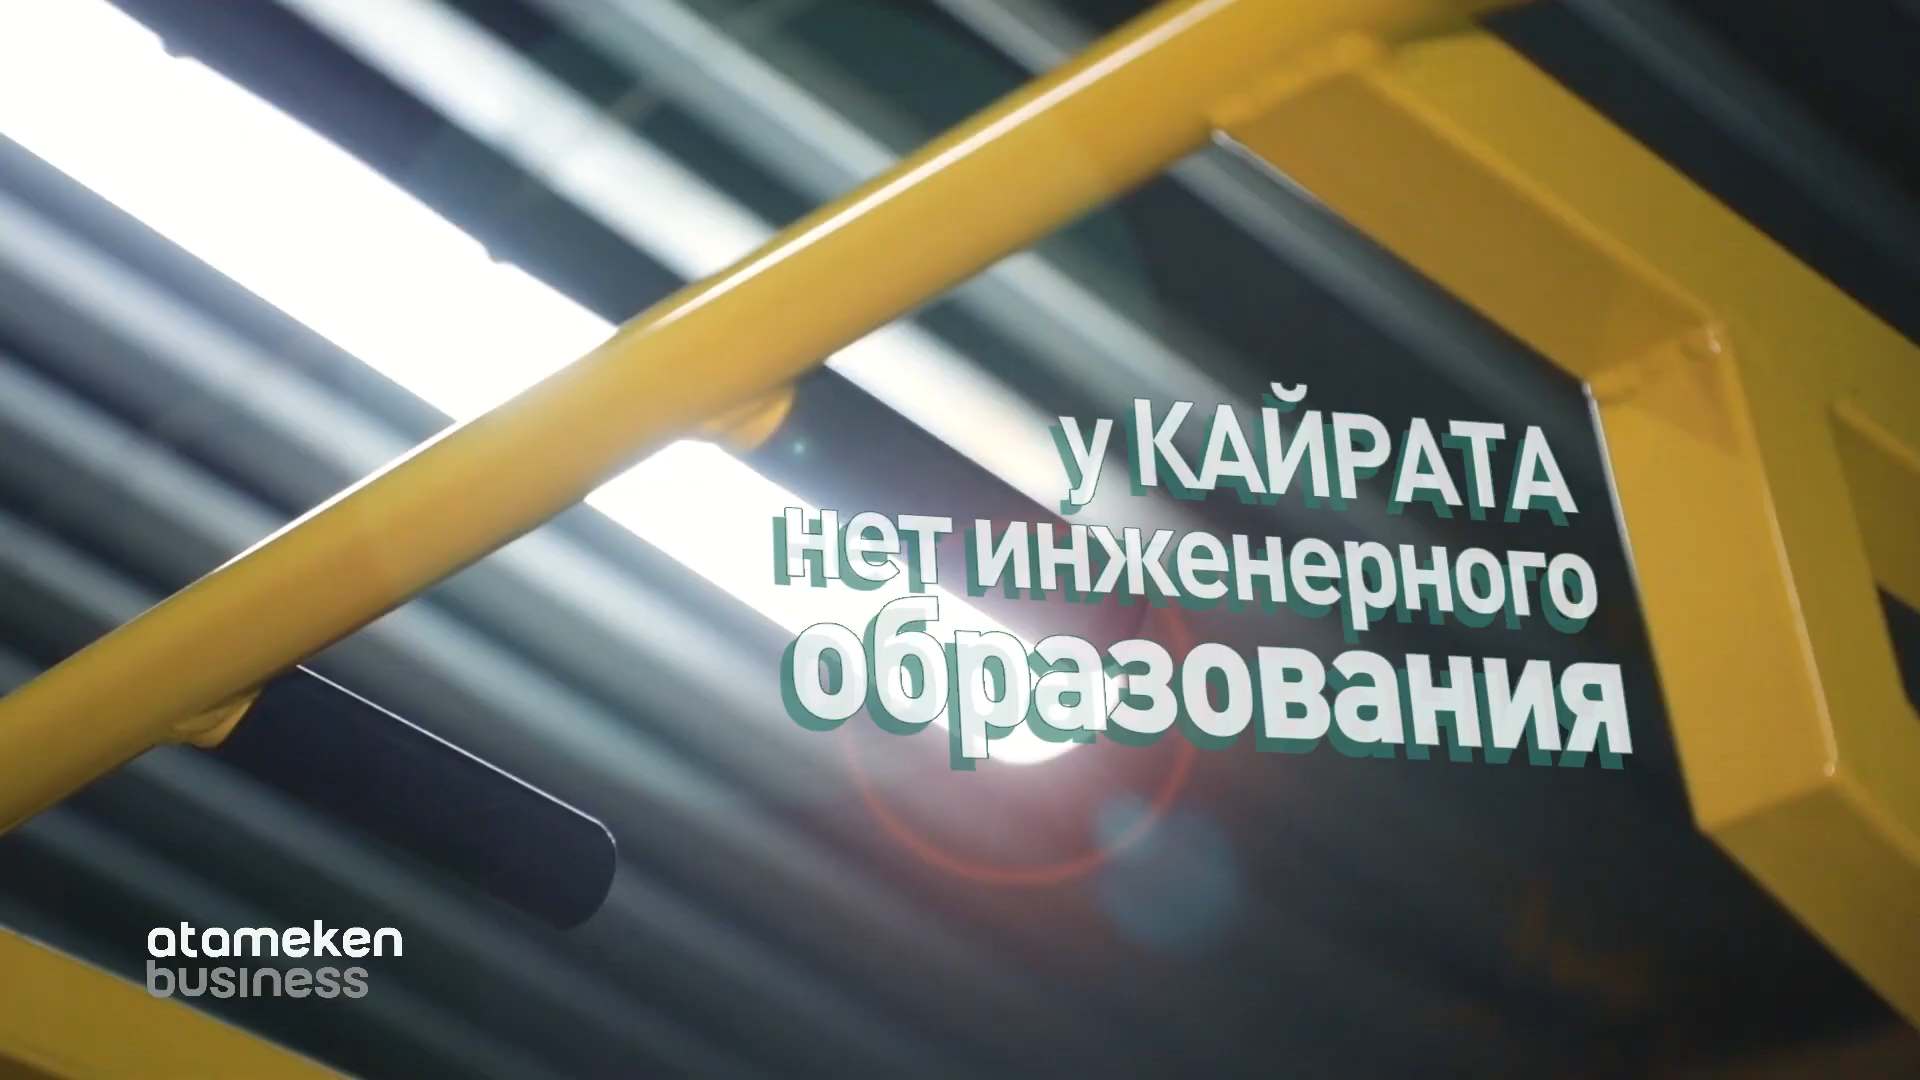 у КАЙРАТА
нет инженерного
образования
atameken
business